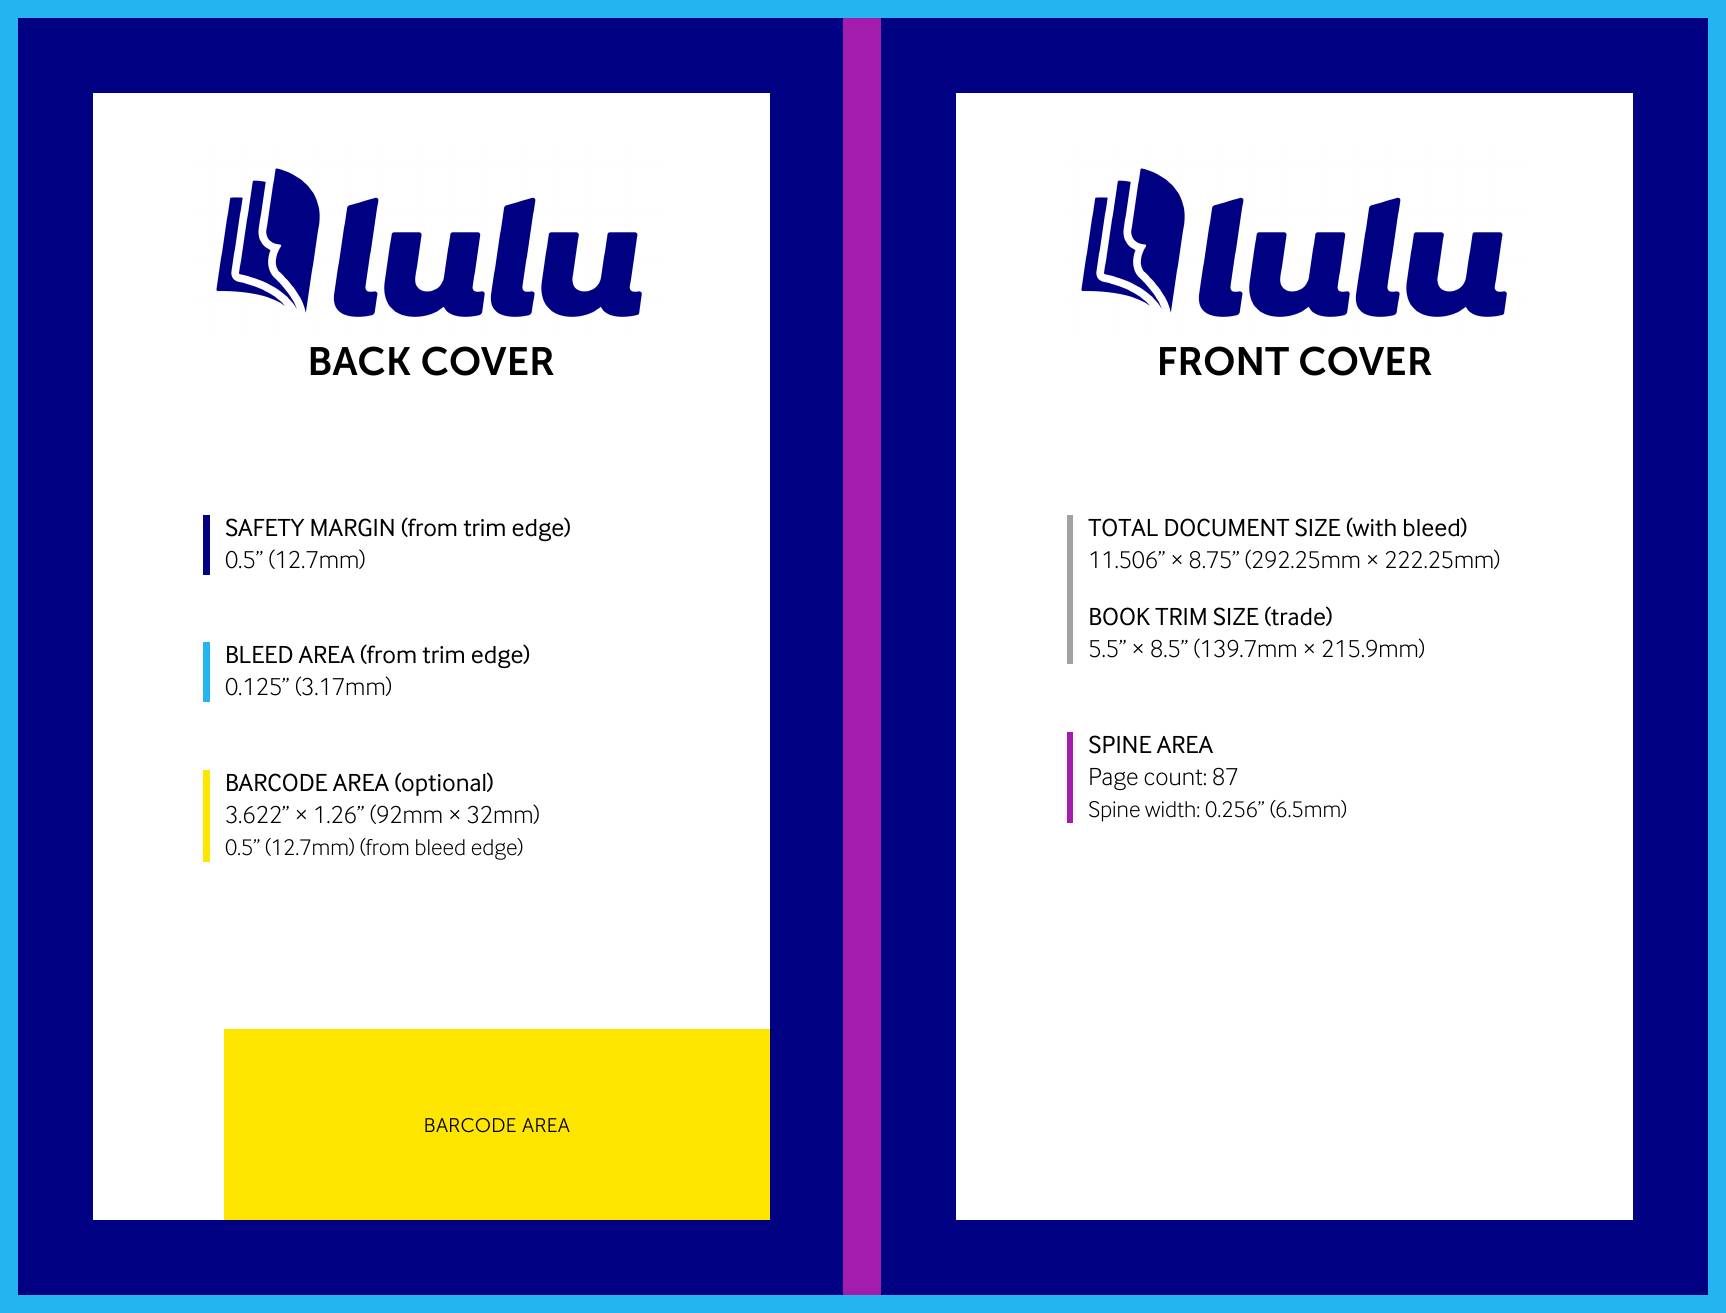 lulu
BACK COVER
SAFETY MARGIN (from trim edge)
0.5” (12.7mm)
BLEED AREA (from trim edge)
0.125” (3.17mm)
BARCODE AREA (optional)
3.622” × 1.26” (92mm × 32mm)
0.5” (12.7mm) (from bleed edge)
BARCODE AREA
lulu
FRONT COVER
TOTAL DOCUMENT SIZE (with bleed)
11.506” × 8.75” (292.25mm × 222.25mm)
BOOK TRIM SIZE (trade)
5.5” × 8.5” (139.7mm × 215.9mm)
SPINE AREA
Page count: 87
Spine width: 0.256” (6.5mm)